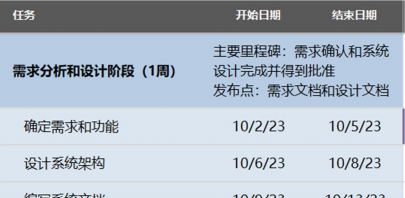 任务 开始日期 结束日期
主要里程碑：需求确认和系统
需求分析和设计阶段（1周） 设计完成并得到批准
发布点：需求文档和设计文档
确定需求和功能 10/2/23 10/5/23
设计系统架构 10/6/23 10/8/23